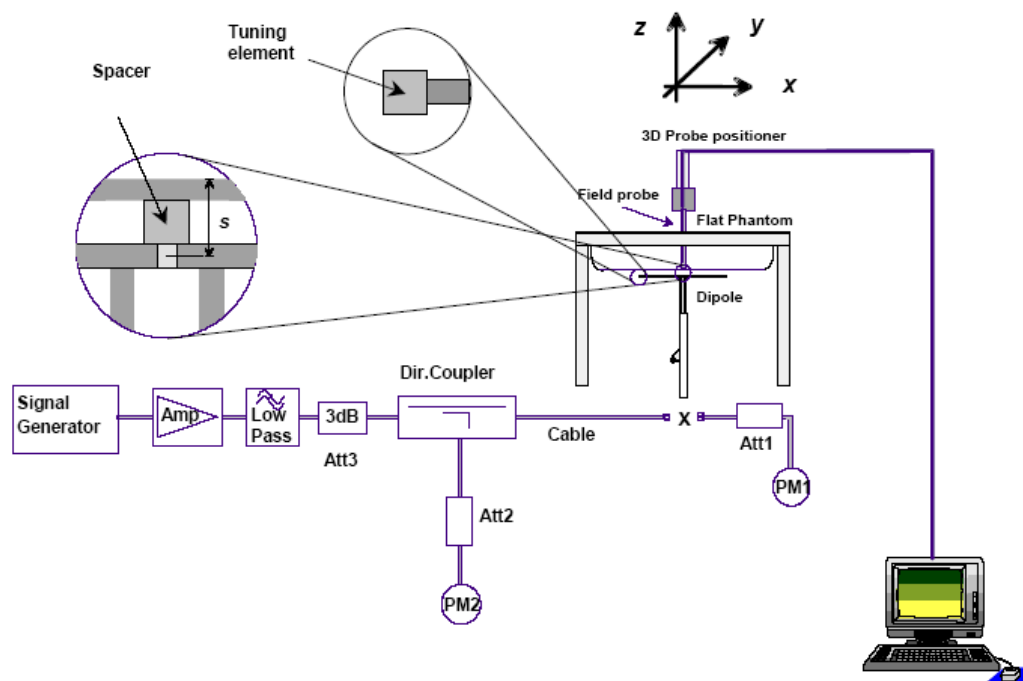 Tuning
element
Spacer
s
z
y
x
3D Probe positioner
Field probe
Flat Phantom
Dipole
Signal
Generator
Amp
Low
Pass
3dB
Att3
Dir.Coupler
Cable
X
Att1
PM1
Att2
PM2